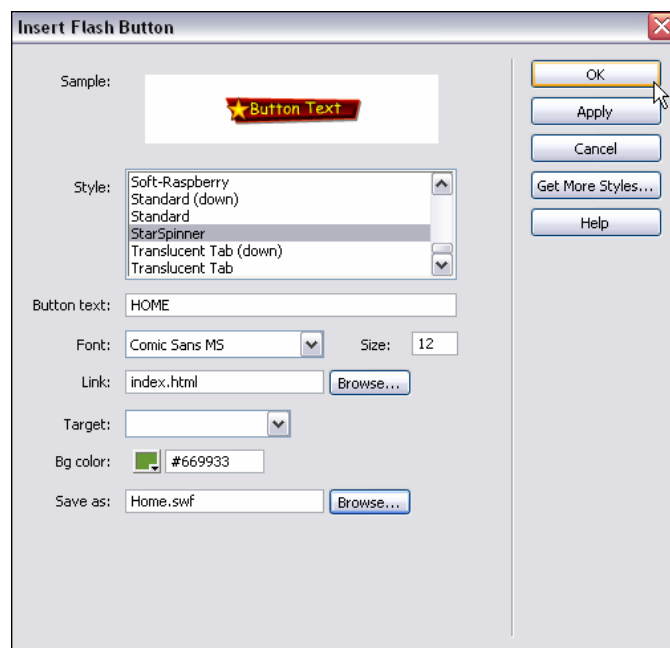 Insert Flash Button
Sample:
Button Text
OK
Apply
Cancel
Get More Styles...
Help
Style:
Soft-Raspberry
Standard (down)
Standard
StarSpinner
Translucent Tab (down)
Translucent Tab
Button text: HOME
Font: Comic Sans MS Size: 12
Link: index.html Browse...
Target:
Bg color: #669933
Save as: Home.swf Browse...